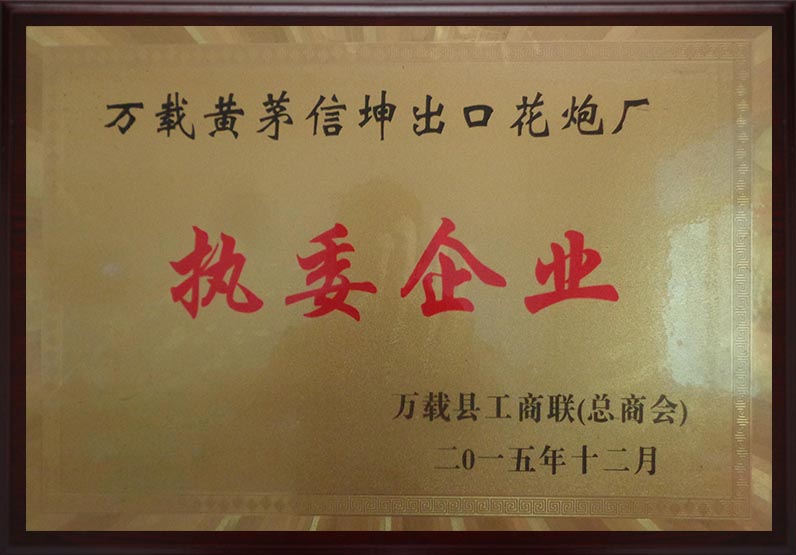 万载黄茅信坤出口花炮厂
执委企业
万载县工商联(总商会)
二0一五年十二月